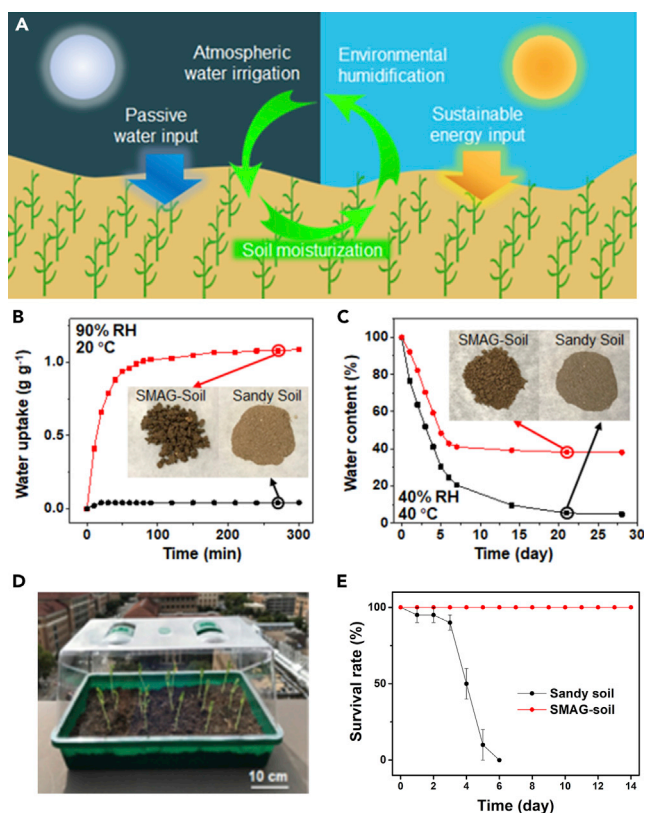 A
Atmospheric
water irrigation
Environmental
humidification
Passive
water input
Sustainable
energy input
Soil moisturization
B
90% RH
20 °C
SMAG-Soil
Sandy Soil
Water uptake (g g⁻¹)
1.0
0.5
0.0
0
100
200
300
Time (min)
C
SMAG-Soil
Sandy Soil
40% RH
40 °C
Water content (%)
100
80
60
40
20
0
0
5
10
15
20
25
30
Time (day)
D
10 cm
E
Survival rate (%)
100
50
0
Sandy soil
SMAG-soil
0
2
4
6
8
10
12
14
Time (day)